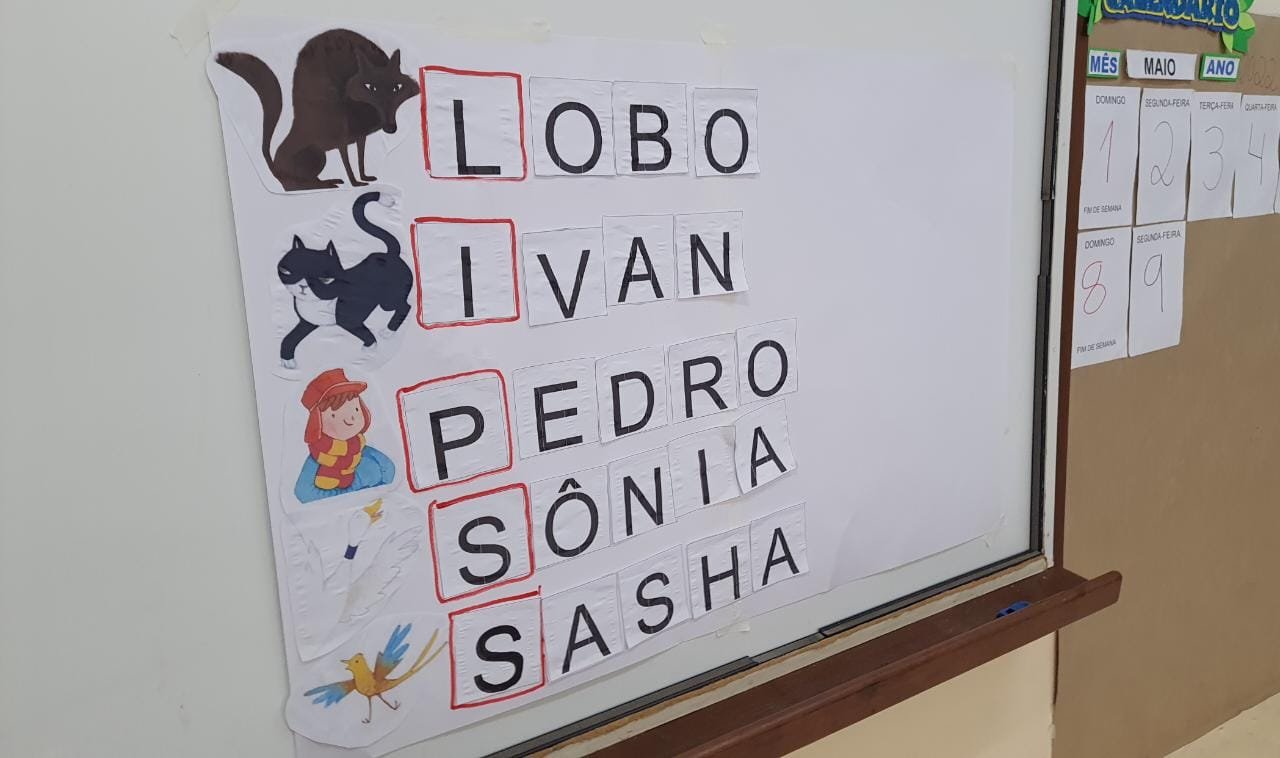 LOBO
IVAN
PEDRO
SÔNIA
SASHA
CALENDÁRIO
MÊS MAIO ANO
DOMINGO SEGUNDA-FEIRA TERÇA-FEIRA QUARTA-FEIRA
1 2 3 4
FIM DE SEMANA
DOMINGO SEGUNDA-FEIRA
8 9
FIM DE SEMANA